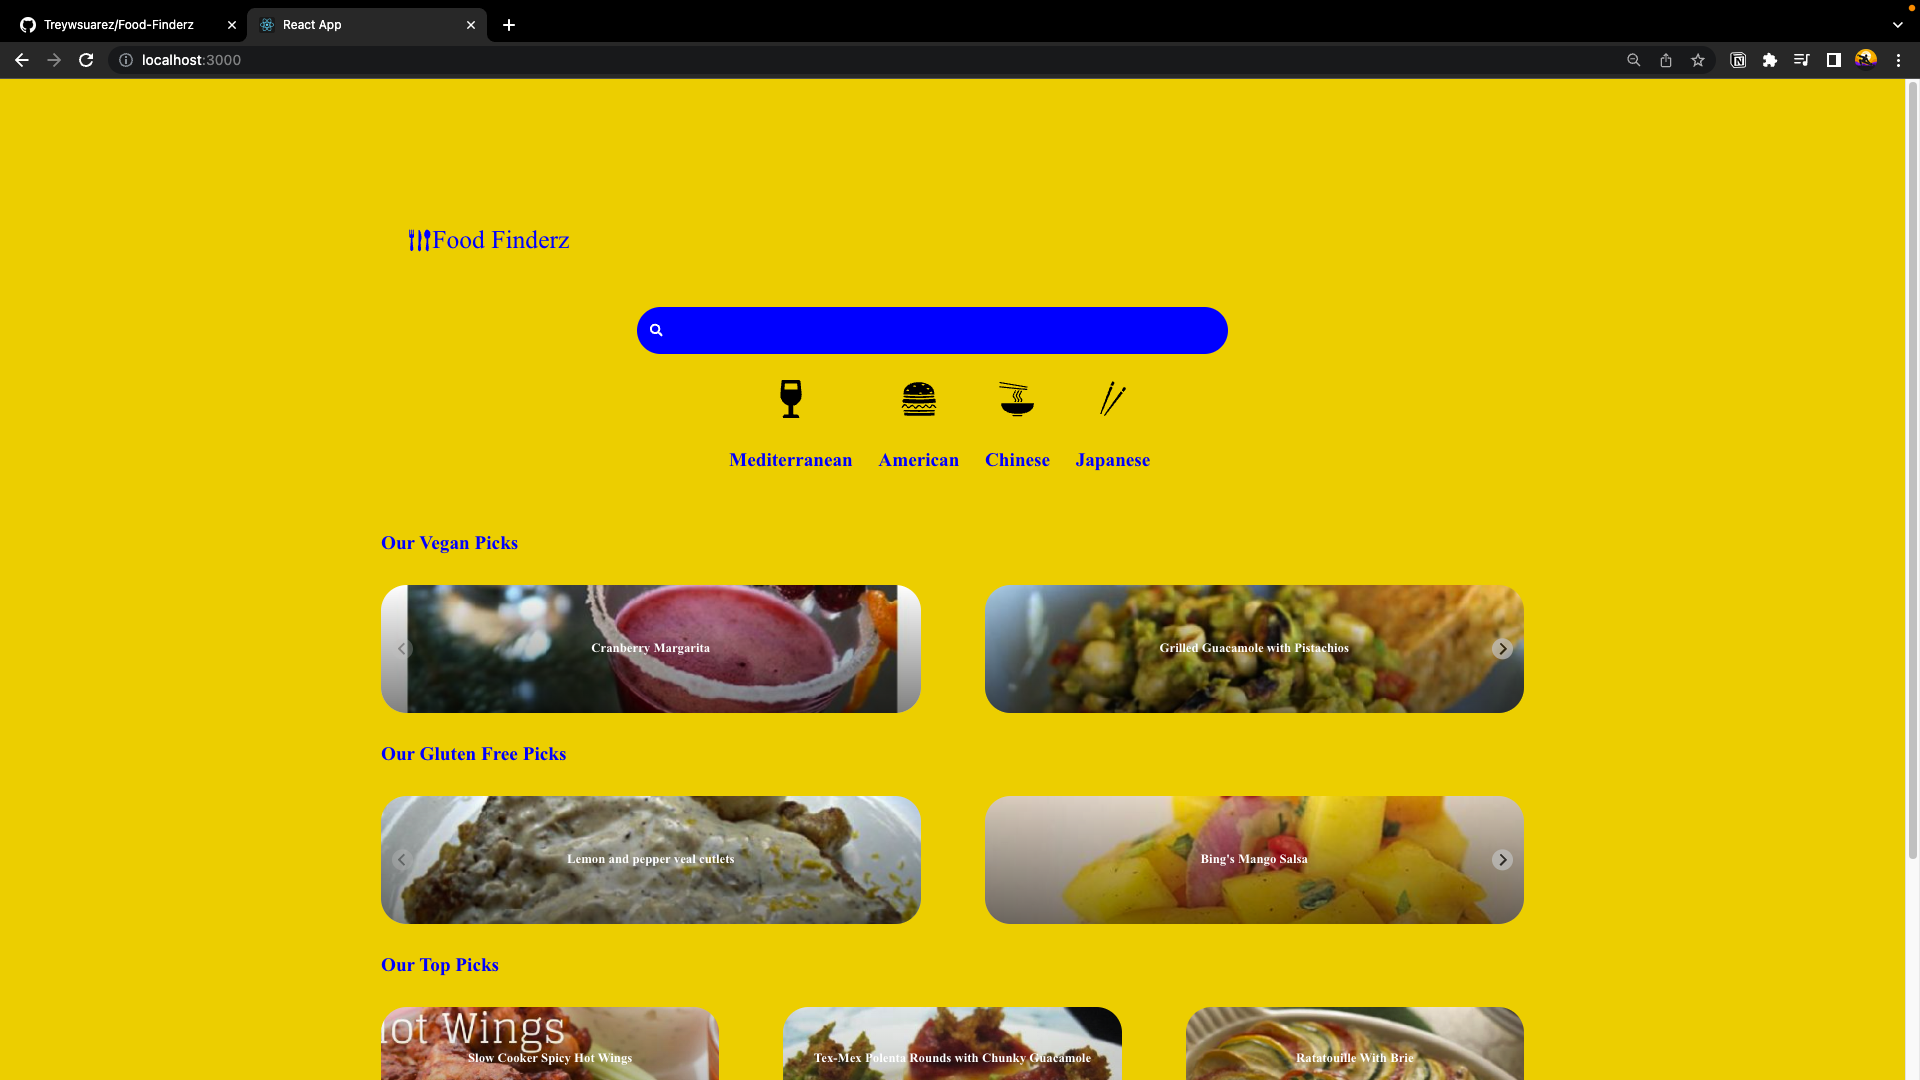 Treywsuarez/Food-Finderz
React App
localhost:3000
Food Finderz
Mediterranean
American
Chinese
Japanese
Our Vegan Picks
Cranberry Margarita
Grilled Guacamole with Pistachios
Our Gluten Free Picks
Lemon and pepper veal cutlets
Bing's Mango Salsa
Our Top Picks
Hot Wings
Slow Cooker Spicy Hot Wings
Tex-Mex Polenta Rounds with Chunky Guacamole
Ratatouille With Brie